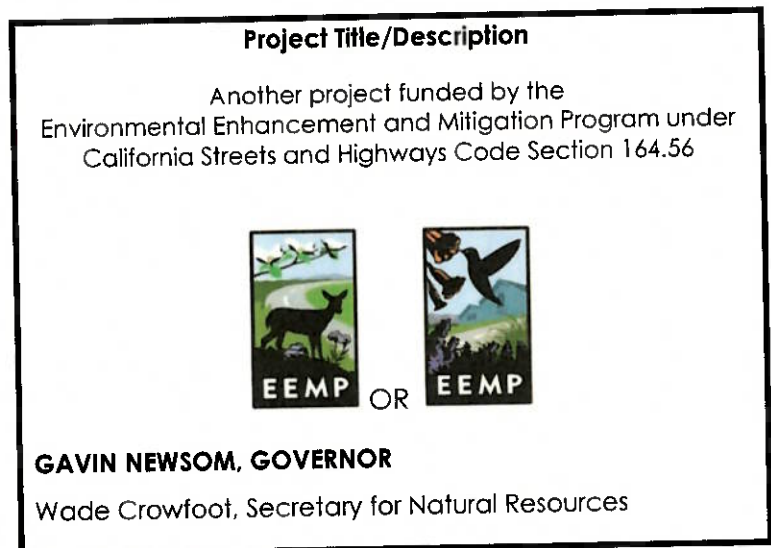 Project Title/Description
Another project funded by the
Environmental Enhancement and Mitigation Program under
California Streets and Highways Code Section 164.56
EEMP OR EEMP
GAVIN NEWSOM, GOVERNOR
Wade Crowfoot, Secretary for Natural Resources